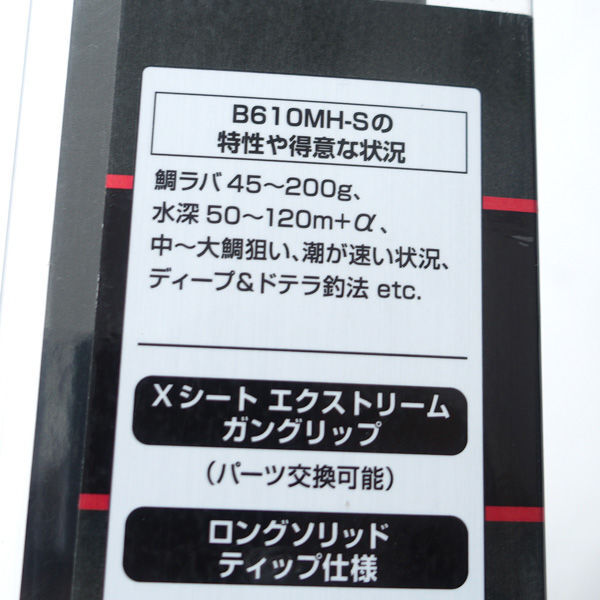 B610MH-Sの
特性や得意な状況
鯛ラバ 45～200g、
水深 50～120m+α、
中～大鯛狙い、潮が速い状況、
ディープ&ドテラ釣法 etc.
Xシート エクストリーム
ガングリップ
（パーツ交換可能）
ロングソリッド
ティップ仕様